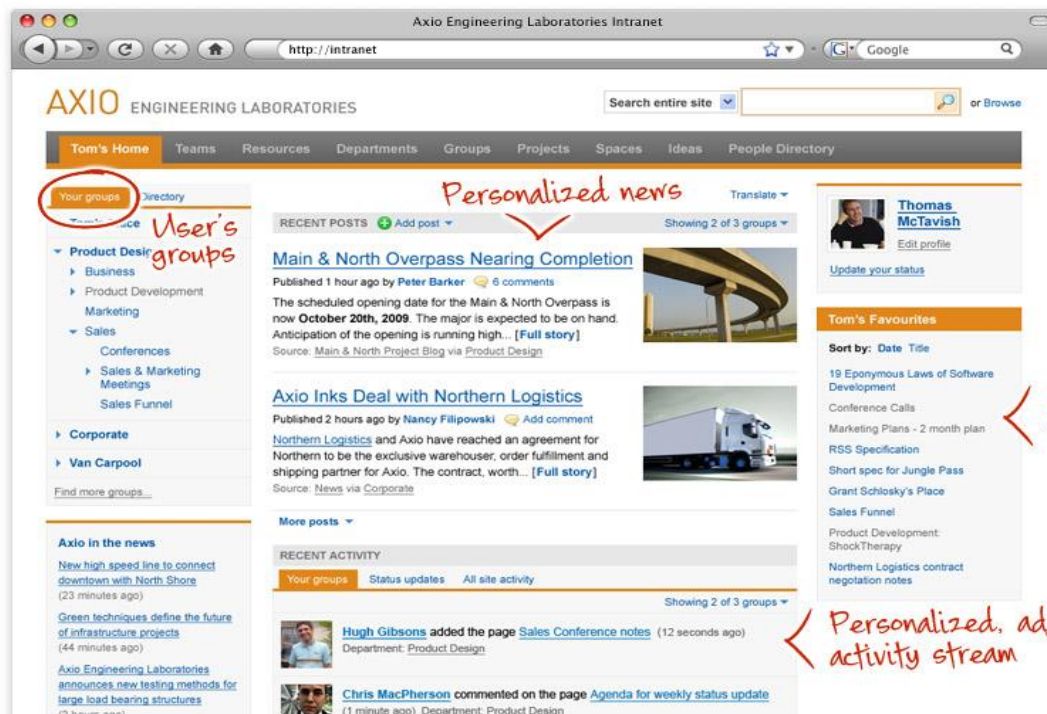 Axio Engineering Laboratories Intranet
http://intranet
Google
AXIO ENGINEERING LABORATORIES
Search entire site
or Browse
Tom's Home Teams Resources Departments Groups Projects Spaces Ideas People Directory
Your groups Directory
User's
groups
Product
Business
Product Development
Marketing
Sales
Conferences
Sales & Marketing
Meetings
Sales Funnel
Corporate
Van Carpool
Find more groups...
Axio in the news
New high speed line to connect
downtown with North Shore
(23 minutes ago)
Green techniques define the future
of infrastructure projects
(44 minutes ago)
Axio Engineering Laboratories
announces new testing methods for
large load bearing structures
Personalized news
Translate
RECENT POSTS Add post
Showing 2 of 3 groups
Main & North Overpass Nearing Completion
Published 1 hour ago by Peter Barker 6 comments
The scheduled opening date for the Main & North Overpass is
now October 20th, 2009. The major is expected to be on hand.
Anticipation of the opening is running high... [Full story]
Source: Main & North Project Blog via Product Design
Axio Inks Deal with Northern Logistics
Published 2 hours ago by Nancy Filipowski Add comment
Northern Logistics and Axio have reached an agreement for
Northern to be the exclusive warehouser, order fulfillment and
shipping partner for Axio. The contract, worth... [Full story]
Source: News via Corporate
More posts
RECENT ACTIVITY
Your groups Status updates All site activity
Showing 2 of 3 groups
Hugh Gibsons added the page Sales Conference notes (12 seconds ago)
Department: Product Design
Chris MacPherson commented on the page Agenda for weekly status update
(1 minute ago) Department: Product Design
Thomas
McTavish
Edit profile
Update your status
Tom's Favourites
Sort by: Date Title
19 Eponymous Laws of Software
Development
Conference Calls
Marketing Plans - 2 month plan
RSS Specification
Short spec for Jungle Pass
Grant Schlosky's Place
Sales Funnel
Product Development:
ShockTherapy
Northern Logistics contract
negotation notes
Personalized, ad
activity stream